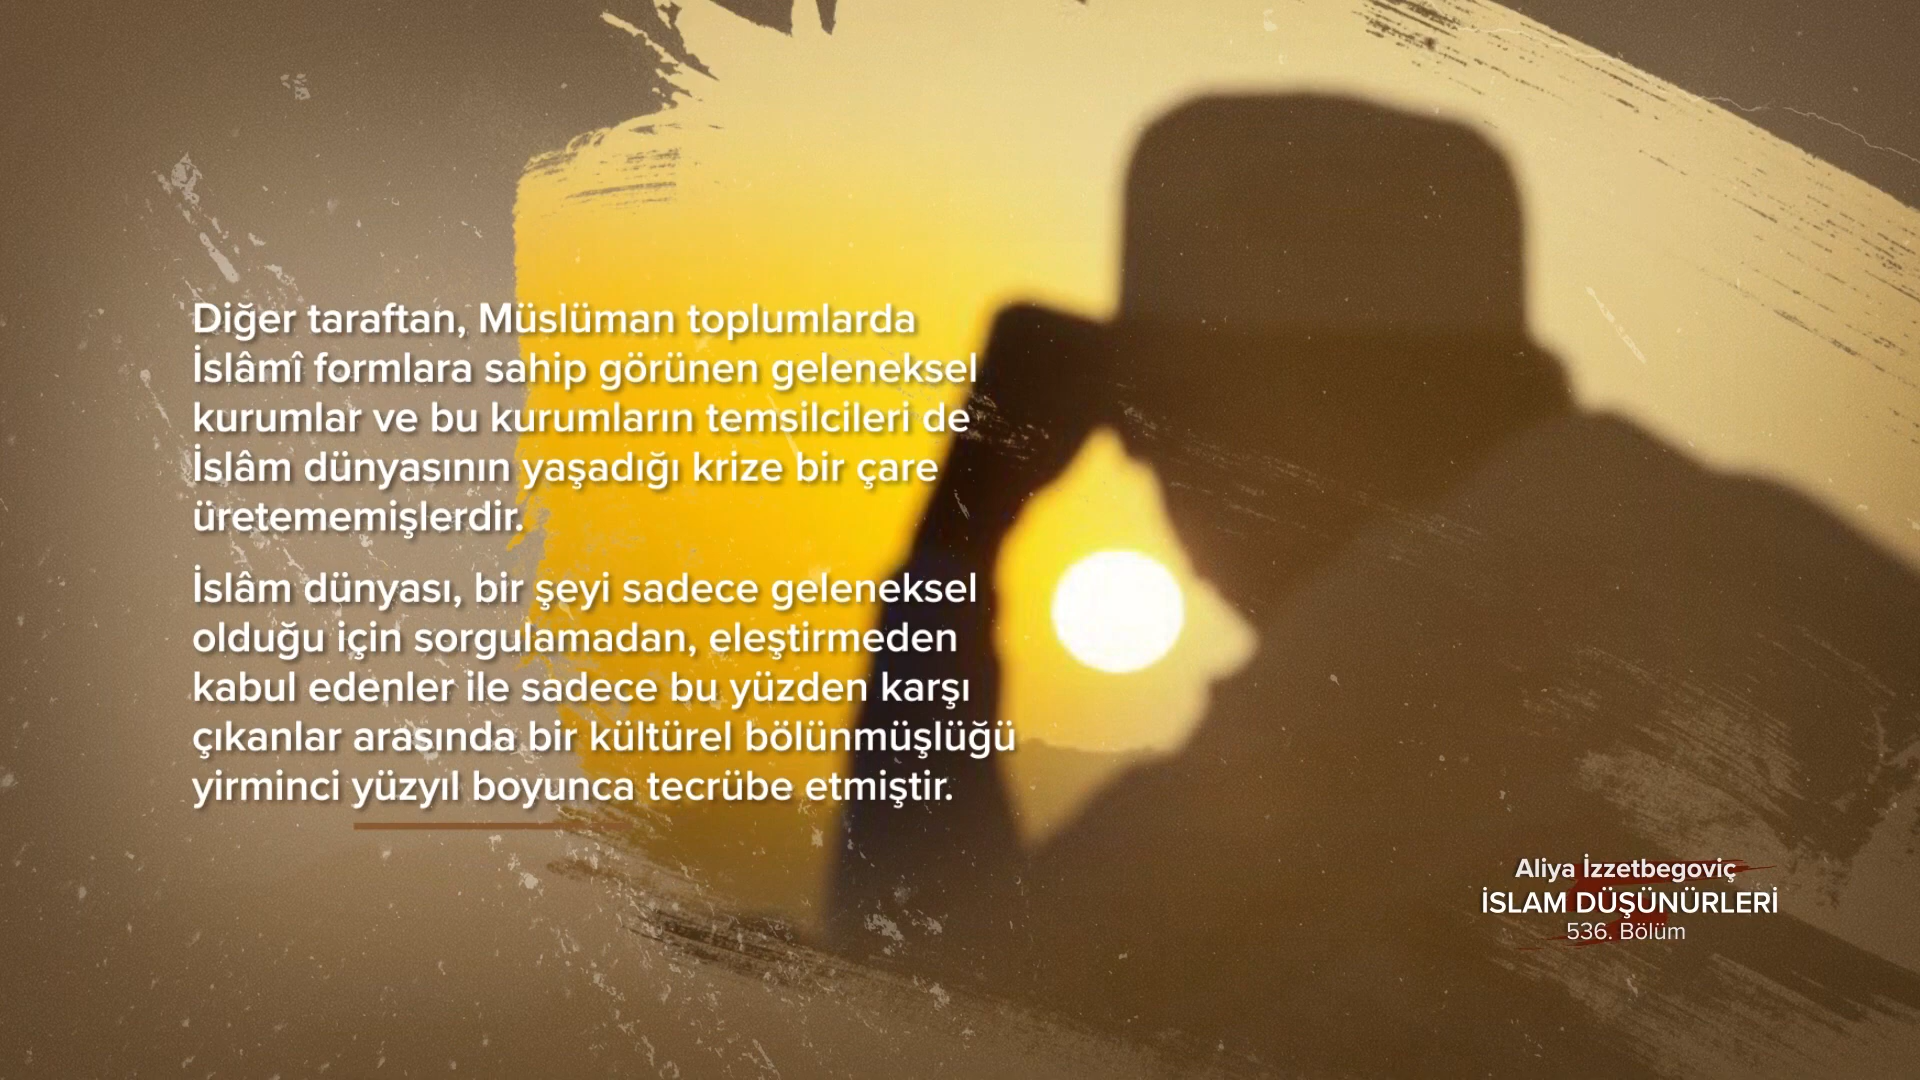 Diğer taraftan, Müslüman toplumlarda
İslâmî formlara sahip görünen geleneksel
kurumlar ve bu kurumların temsilcileri de
İslâm dünyasının yaşadığı krize bir çare
üretememişlerdir.
İslâm dünyası, bir şeyi sadece geleneksel
olduğu için sorgulamadan, eleştirmeden
kabul edenler ile sadece bu yüzden karşı
çıkanlar arasında bir kültürel bölünmüşlüğü
yirminci yüzyıl boyunca tecrübe etmiştir.
Aliya İzzetbegoviç
İSLAM DÜŞÜNÜRLERİ
536. Bölüm